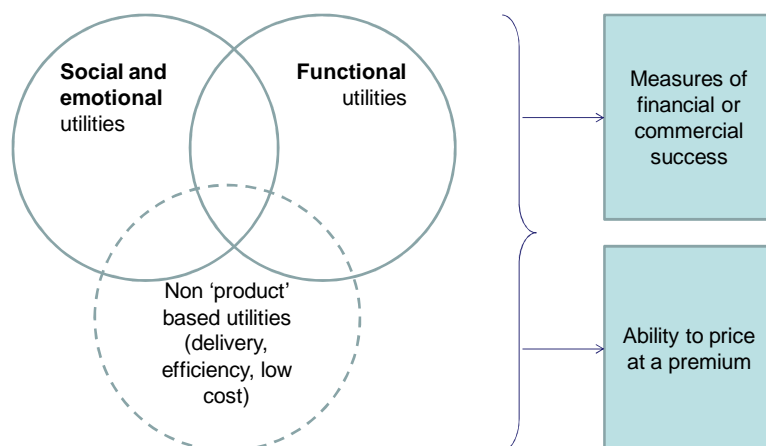 Social and
emotional
utilities
Functional
utilities
Non ‘product’
based utilities
(delivery,
efficiency, low
cost)
Measures of
financial or
commercial
success
Ability to price
at a premium